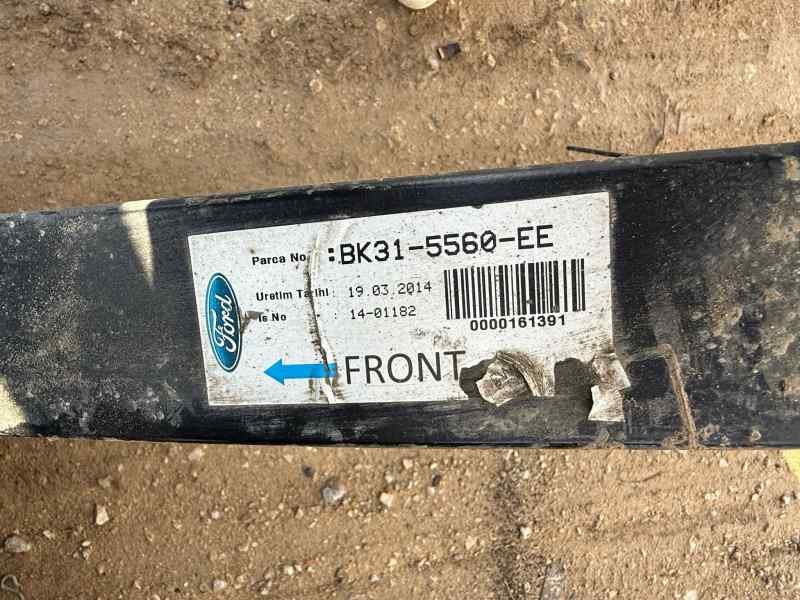 Parca No. : BK31-5560-EE
Uretim Tarihi : 19.03.2014
Is No : 14-01182
0000161391
Ford
FRONT